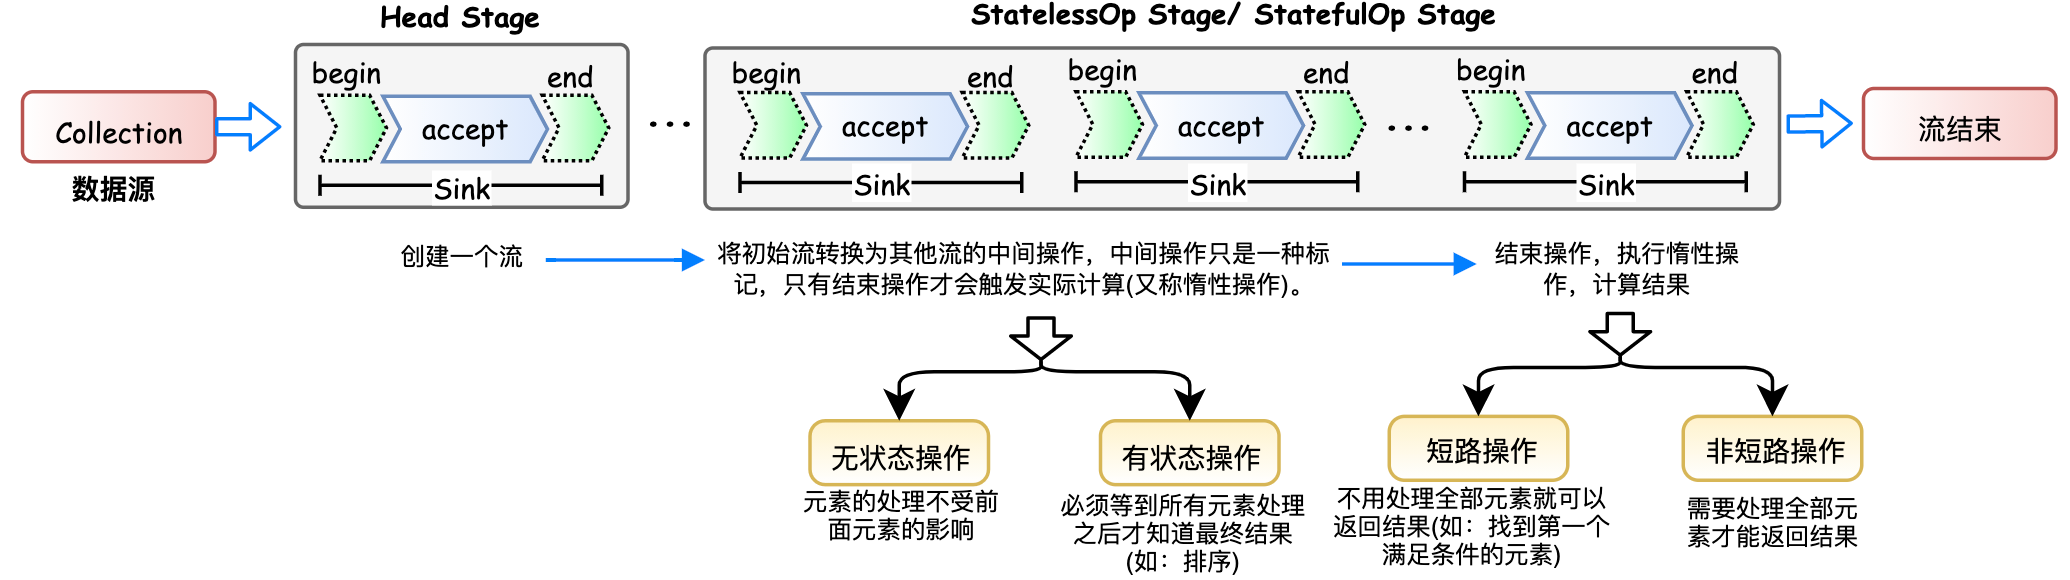 Head Stage
StatelessOp Stage/ StatefulOp Stage
Collection
数据源
begin
accept
end
Sink
...
begin
accept
end
Sink
begin
accept
end
Sink
...
begin
accept
end
Sink
流结束
创建一个流
将初始流转换为其他流的中间操作，中间操作只是一种标
记，只有结束操作才会触发实际计算(又称惰性操作)。
结束操作，执行惰性操
作，计算结果
无状态操作
元素的处理不受前
面元素的影响
有状态操作
必须等到所有元素处理
之后才知道最终结果
(如：排序)
短路操作
不用处理全部元素就可以
返回结果(如：找到第一个
满足条件的元素)
非短路操作
需要处理全部元
素才能返回结果